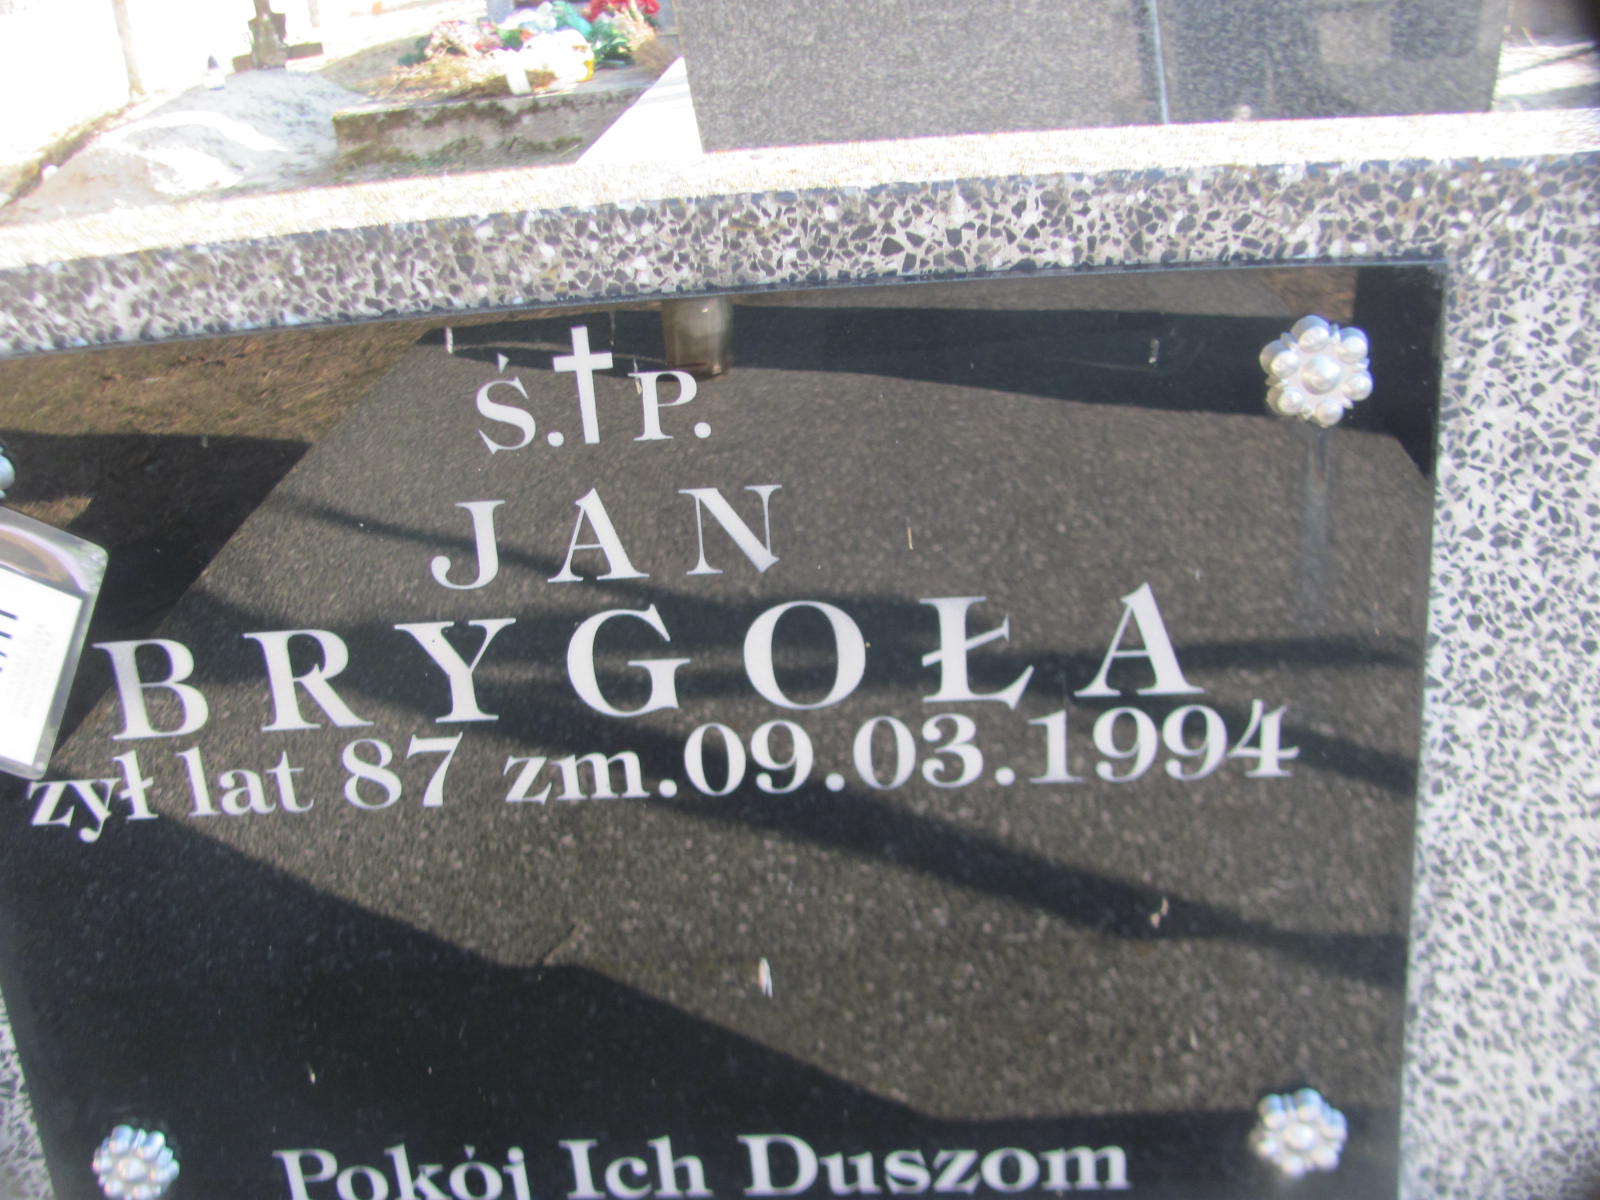 Ś.†P.
JAN
BRYGOŁA
żył lat 87 zm.09.03.1994
Pokój Ich Duszom